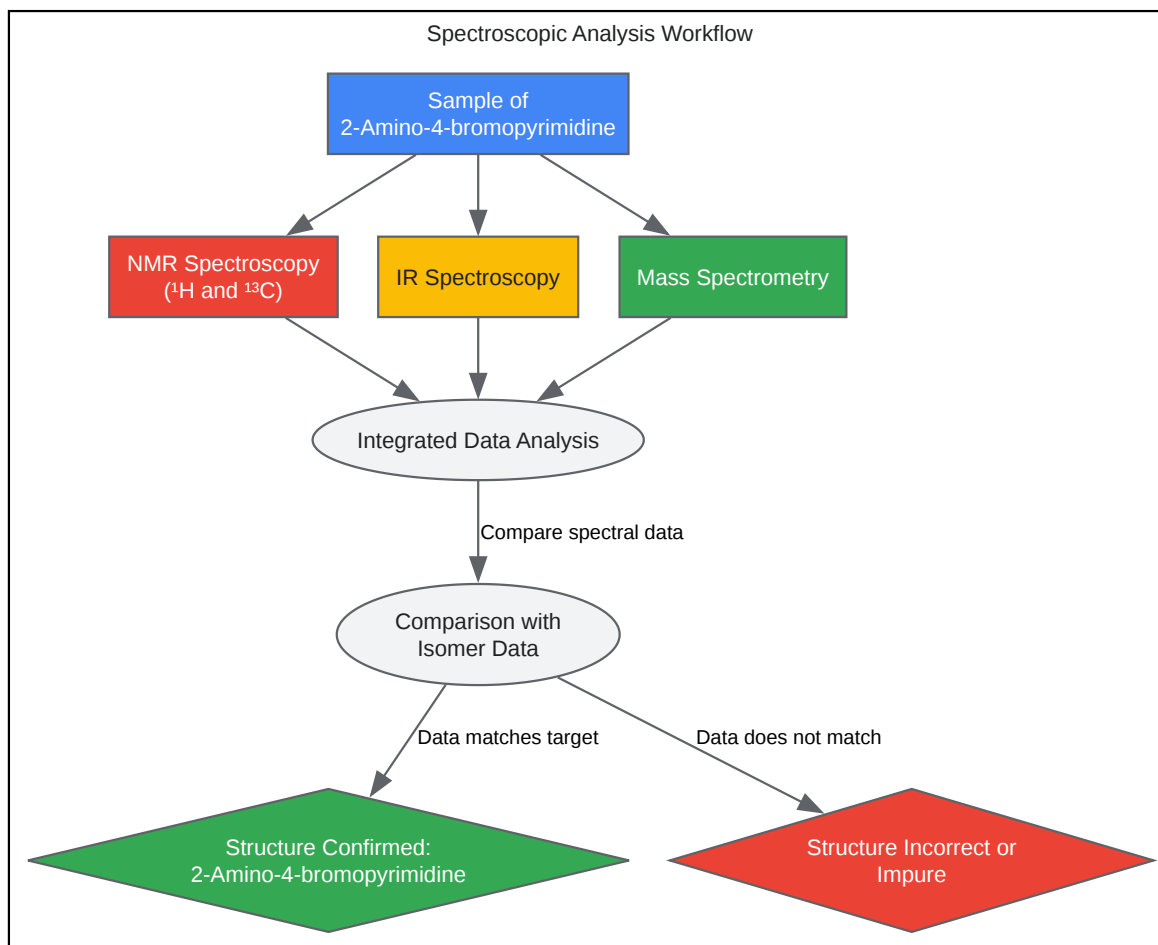 Spectroscopic Analysis Workflow
Sample of
2-Amino-4-bromopyrimidine
NMR Spectroscopy
(¹H and ¹³C)
IR Spectroscopy
Mass Spectrometry
Integrated Data Analysis
Compare spectral data
Comparison with
Isomer Data
Data matches target
Data does not match
Structure Confirmed:
2-Amino-4-bromopyrimidine
Structure Incorrect or
Impure